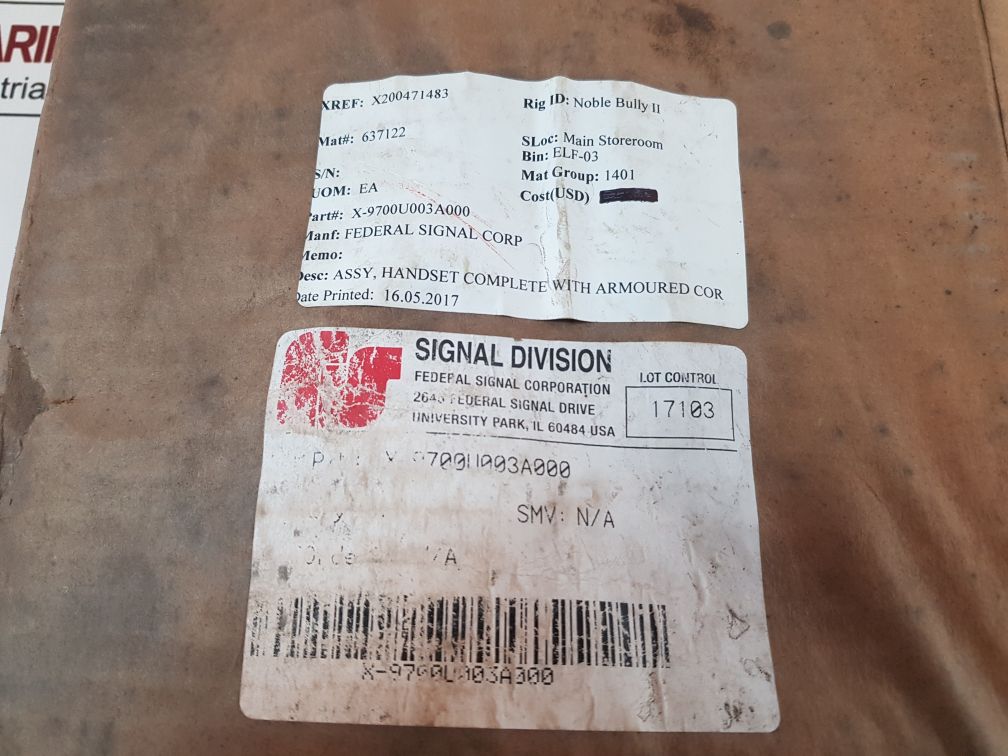 XREF: X200471483
Rig ID: Noble Bully II
Mat#: 637122
SLoc: Main Storeroom
Bin: ELF-03
S/N:
Mat Group: 1401
UOM: EA
Cost(USD)
Part#: X-9700U003A000
Manf: FEDERAL SIGNAL CORP
Memo:
Desc: ASSY, HANDSET COMPLETE WITH ARMOURED COR
Date Printed: 16.05.2017
SIGNAL DIVISION
FEDERAL SIGNAL CORPORATION
2645 FEDERAL SIGNAL DRIVE
UNIVERSITY PARK, IL 60484 USA
LOT CONTROL
17103
X-9700U003A000
SMV: N/A
X-9700U003A000